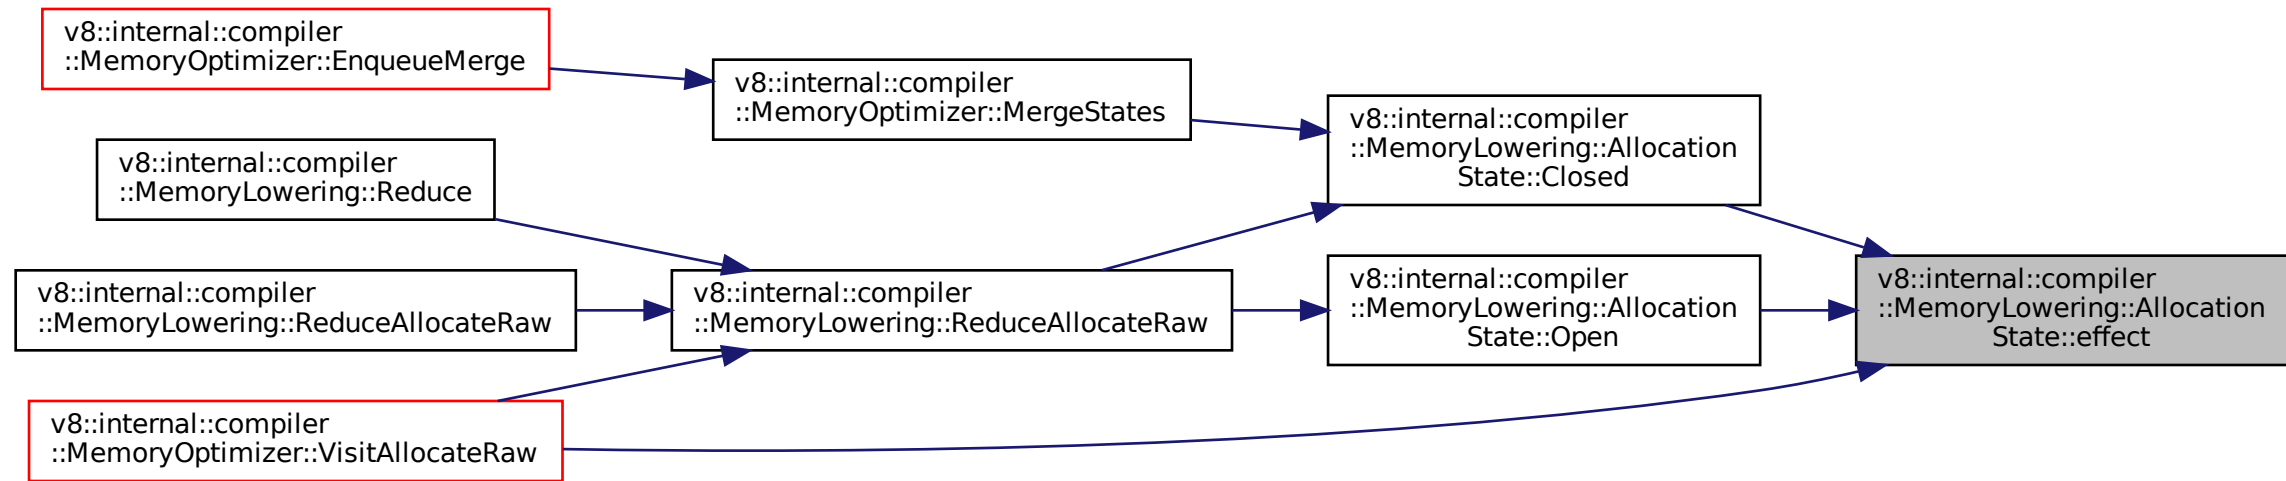 v8::internal::compiler
::MemoryOptimizer::EnqueueMerge
v8::internal::compiler
::MemoryOptimizer::MergeStates
v8::internal::compiler
::MemoryLowering::Allocation
State::Closed
v8::internal::compiler
::MemoryLowering::Reduce
v8::internal::compiler
::MemoryLowering::ReduceAllocateRaw
v8::internal::compiler
::MemoryLowering::ReduceAllocateRaw
v8::internal::compiler
::MemoryLowering::Allocation
State::Open
v8::internal::compiler
::MemoryLowering::Allocation
State::effect
v8::internal::compiler
::MemoryOptimizer::VisitAllocateRaw